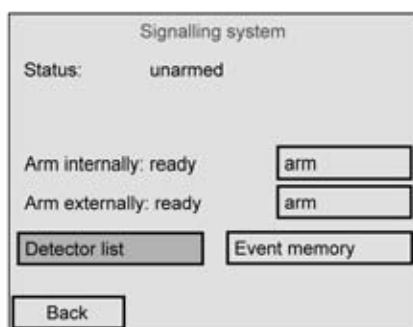 Signalling system
Status: unarmed
Arm internally: ready arm
Arm externally: ready arm
Detector list Event memory
Back